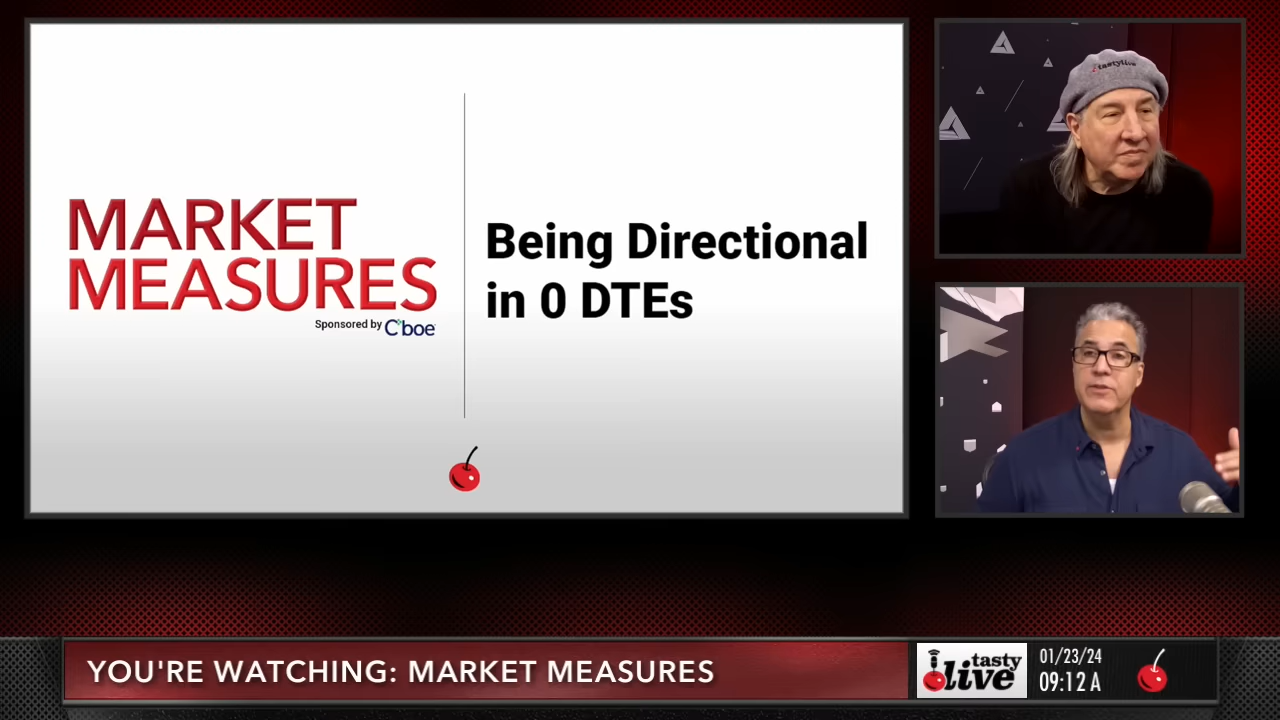 MARKET
MEASURES
Sponsored by Cboe
Being Directional
in 0 DTEs
tastylive
YOU'RE WATCHING: MARKET MEASURES
tasty
live
01/23/24
09:12 A